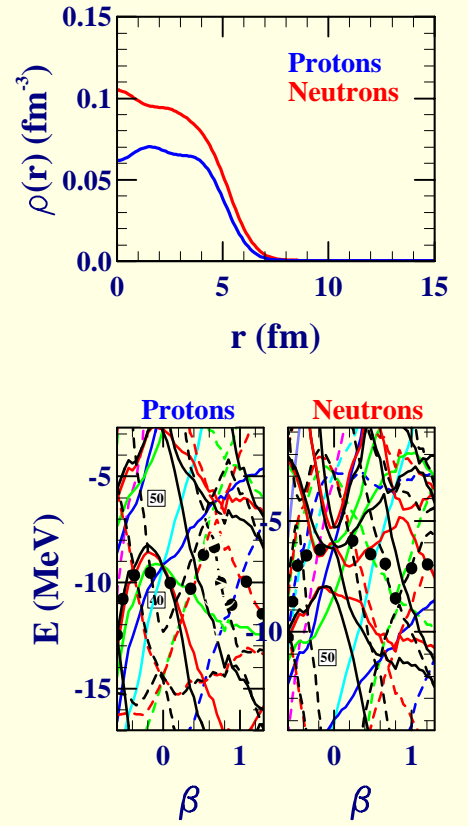 0.15
Protons
Neutrons
0.1
0.05
0.0
ρ(r) (fm⁻³)
0 5 10 15
r (fm)
Protons Neutrons
-5
-10
-15
50
40
E (MeV)
-5
-10
50
0 1
0 1
β β